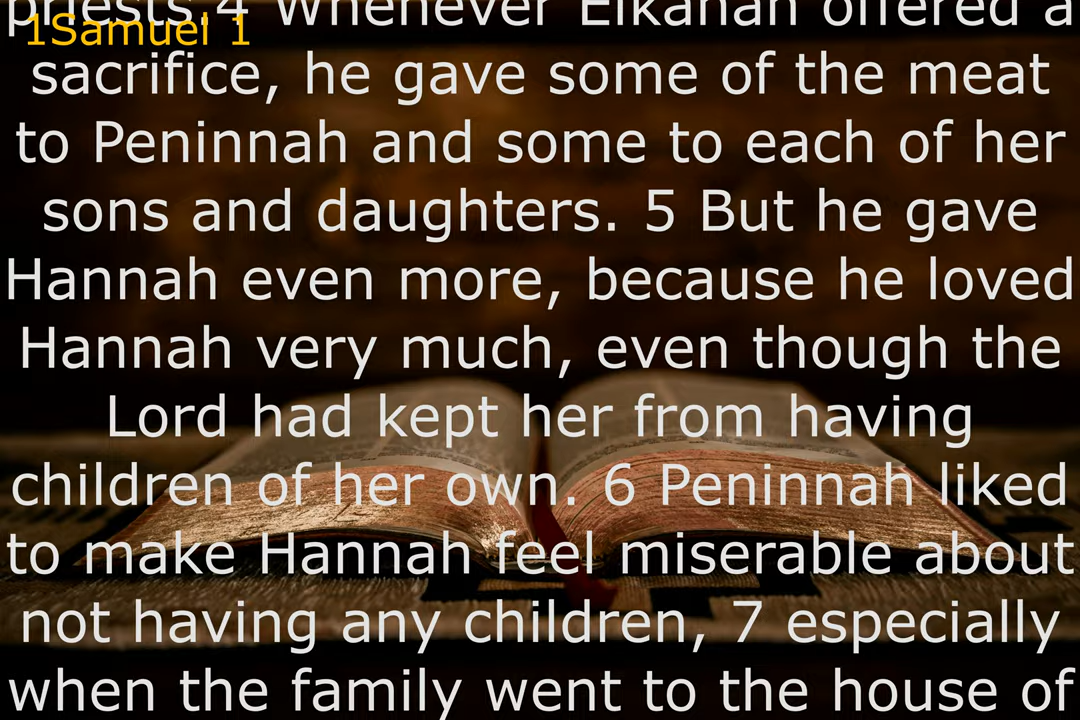 priests 4 Whenever Elkanah offered a
1Samuel 1
sacrifice, he gave some of the meat
to Peninnah and some to each of her
sons and daughters. 5 But he gave
Hannah even more, because he loved
Hannah very much, even though the
Lord had kept her from having
children of her own. 6 Peninnah liked
to make Hannah feel miserable about
not having any children, 7 especially
when the family went to the house of